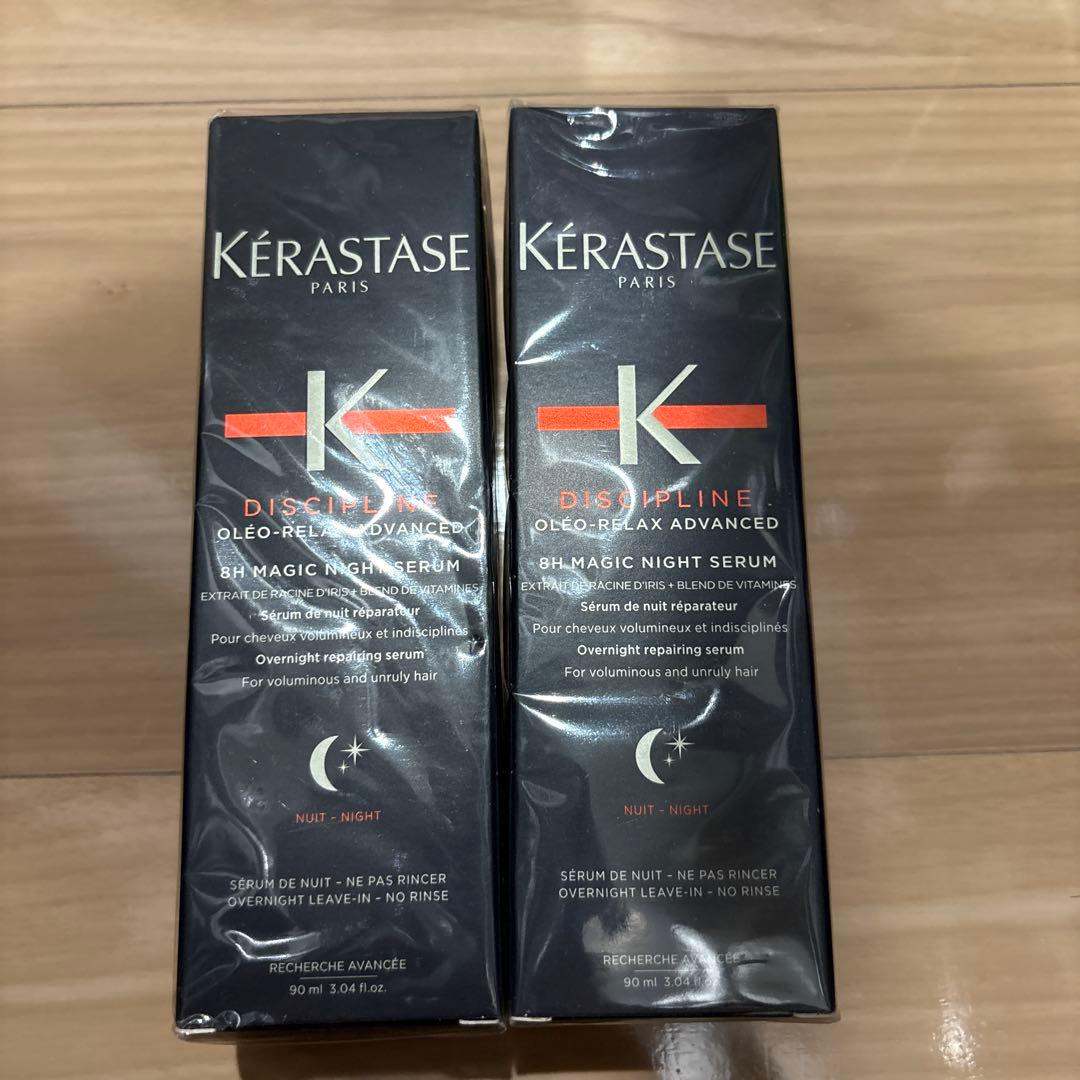 KÉRASTASE
PARIS
K
DISCIPLINE
OLÉO-RELAX ADVANCED
8H MAGIC NIGHT SERUM
EXTRAIT DE RACINE D'IRIS + BLEND DE VITAMINES
Sérum de nuit réparateur
Pour cheveux volumineux et indisciplinés
Overnight repairing serum
For voluminous and unruly hair
NUIT - NIGHT
SÉRUM DE NUIT - NE PAS RINCER
OVERNIGHT LEAVE-IN - NO RINSE
RECHERCHE AVANCÉE
90 ml 3.04 fl.oz.
KÉRASTASE
PARIS
K
DISCIPLINE
OLÉO-RELAX ADVANCED
8H MAGIC NIGHT SERUM
EXTRAIT DE RACINE D'IRIS + BLEND DE VITAMINES
Sérum de nuit réparateur
Pour cheveux volumineux et indisciplinés
Overnight repairing serum
For voluminous and unruly hair
NUIT - NIGHT
SÉRUM DE NUIT - NE PAS RINCER
OVERNIGHT LEAVE-IN - NO RINSE
RECHERCHE AVANCÉE
90 ml 3.04 fl.oz.